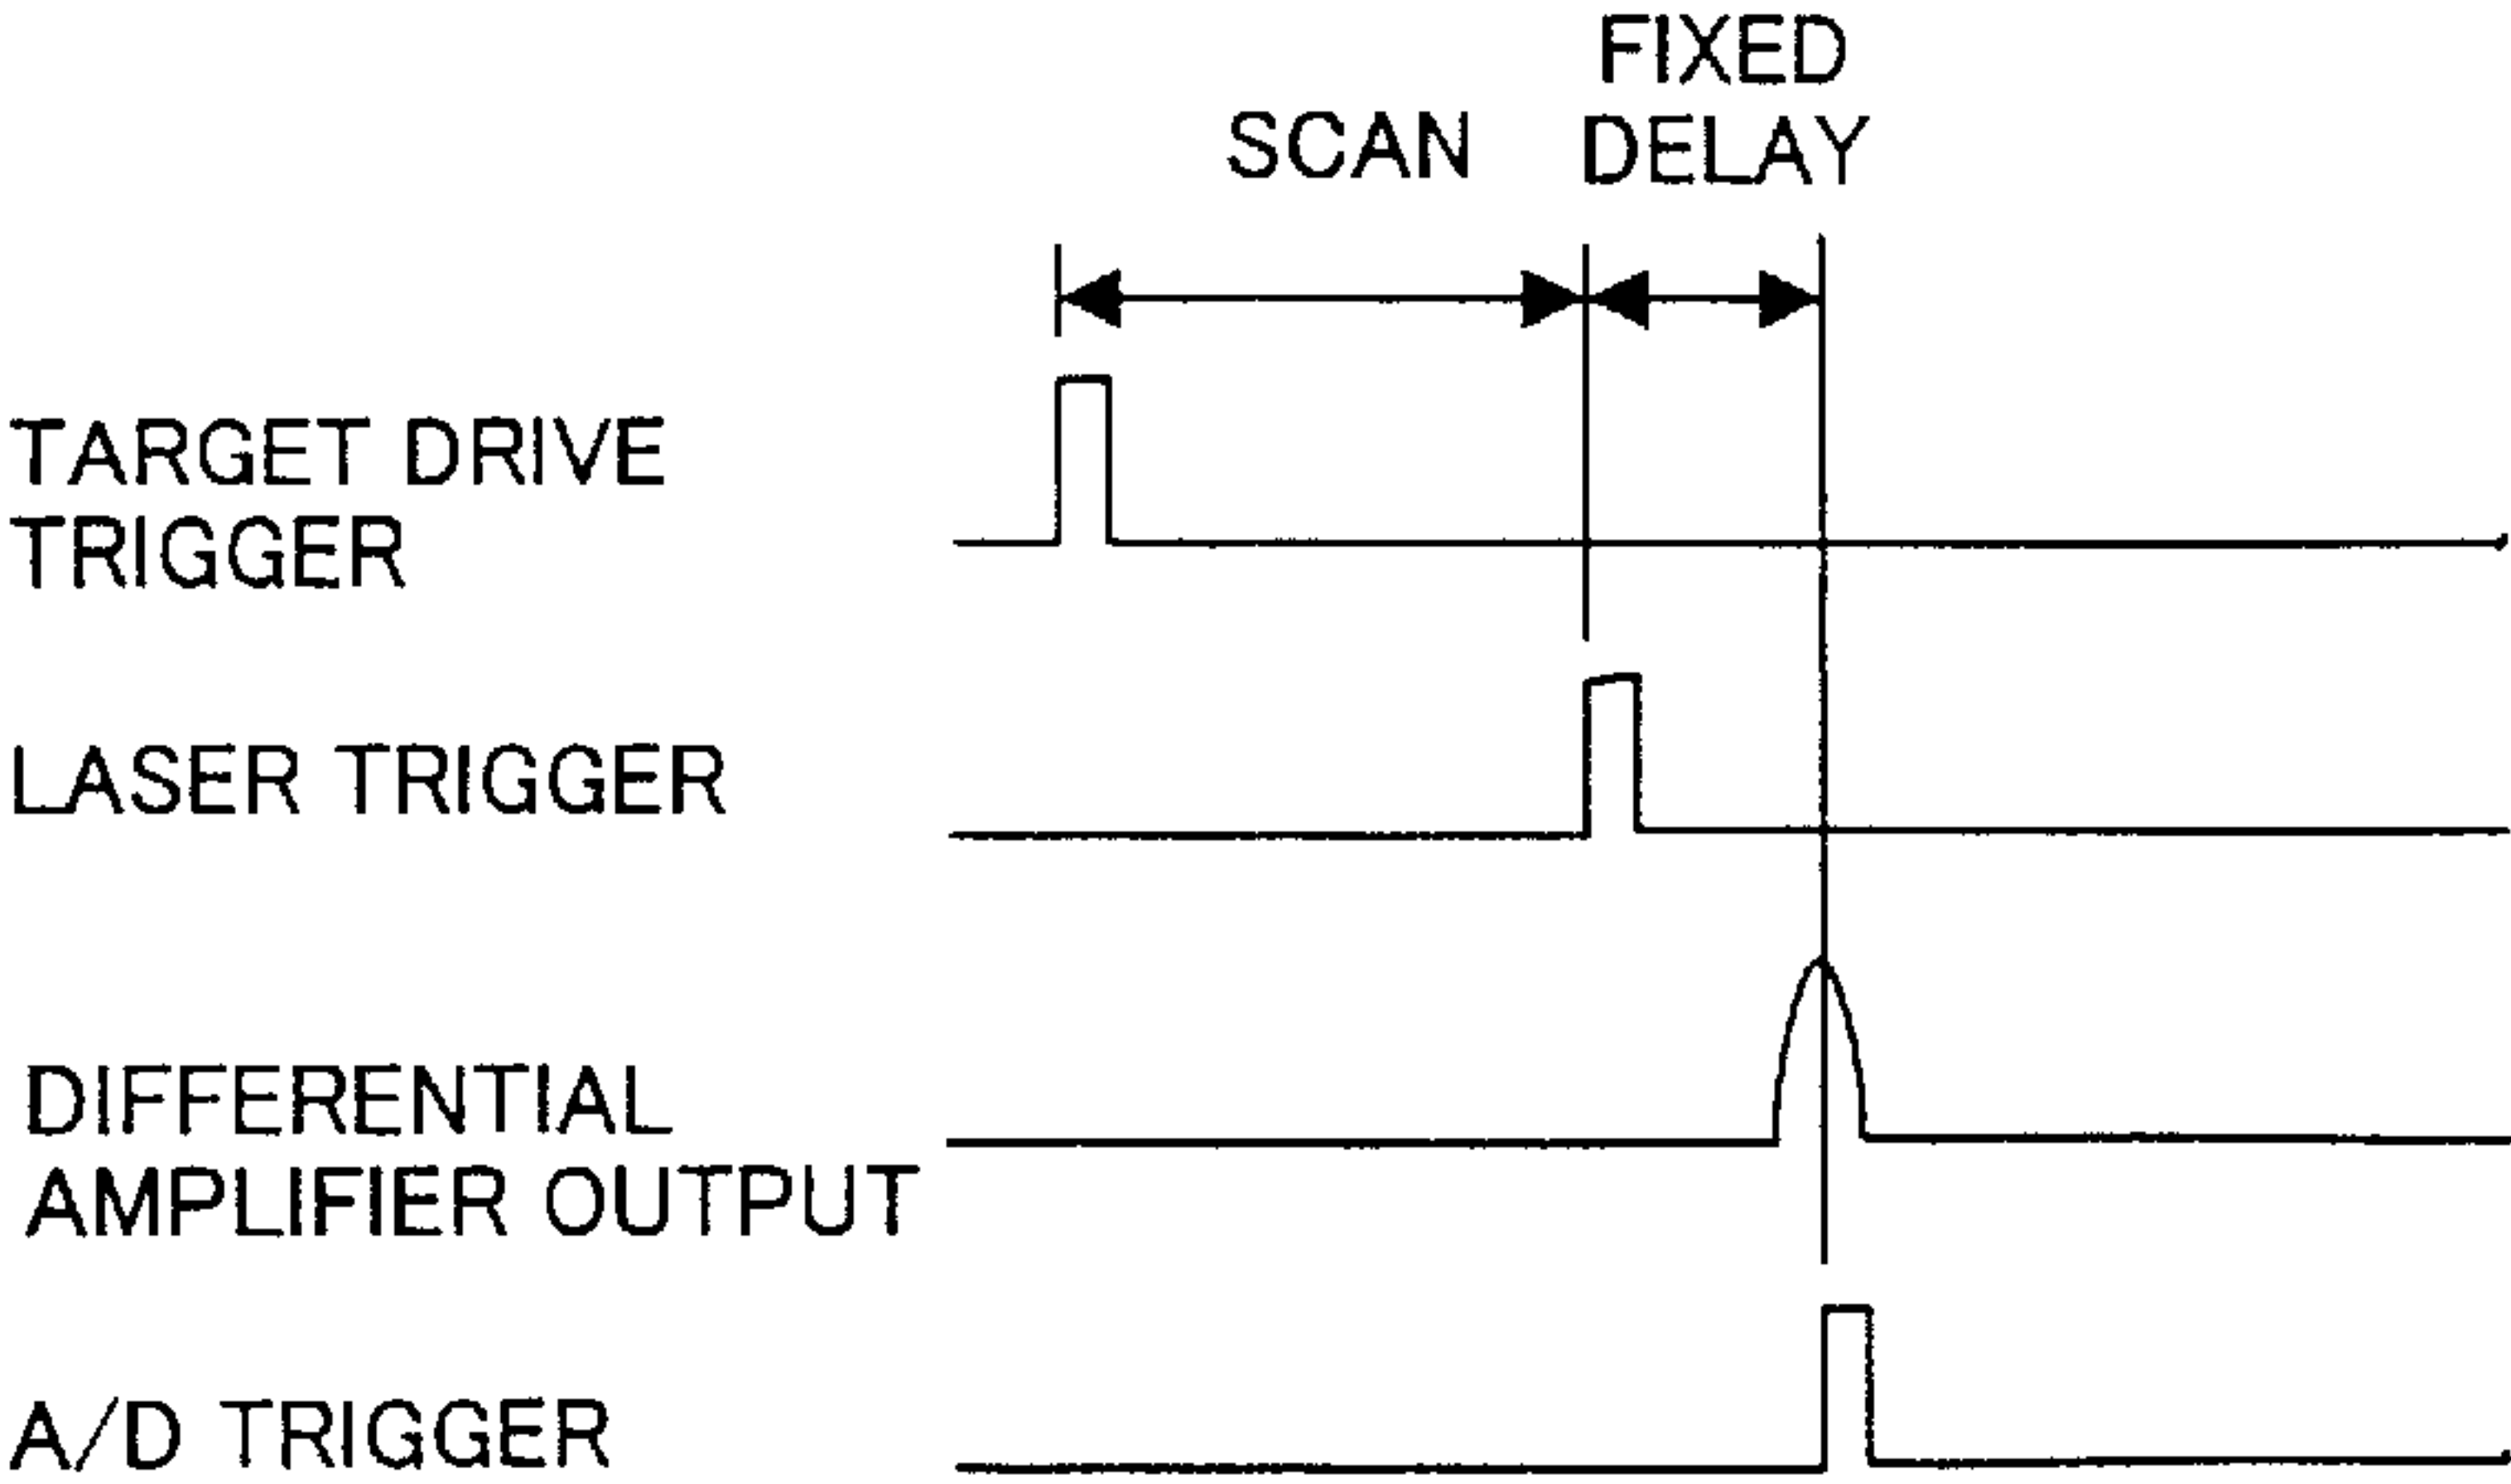 FIXED
SCAN DELAY
TARGET DRIVE
TRIGGER
LASER TRIGGER
DIFFERENTIAL
AMPLIFIER OUTPUT
A/D TRIGGER